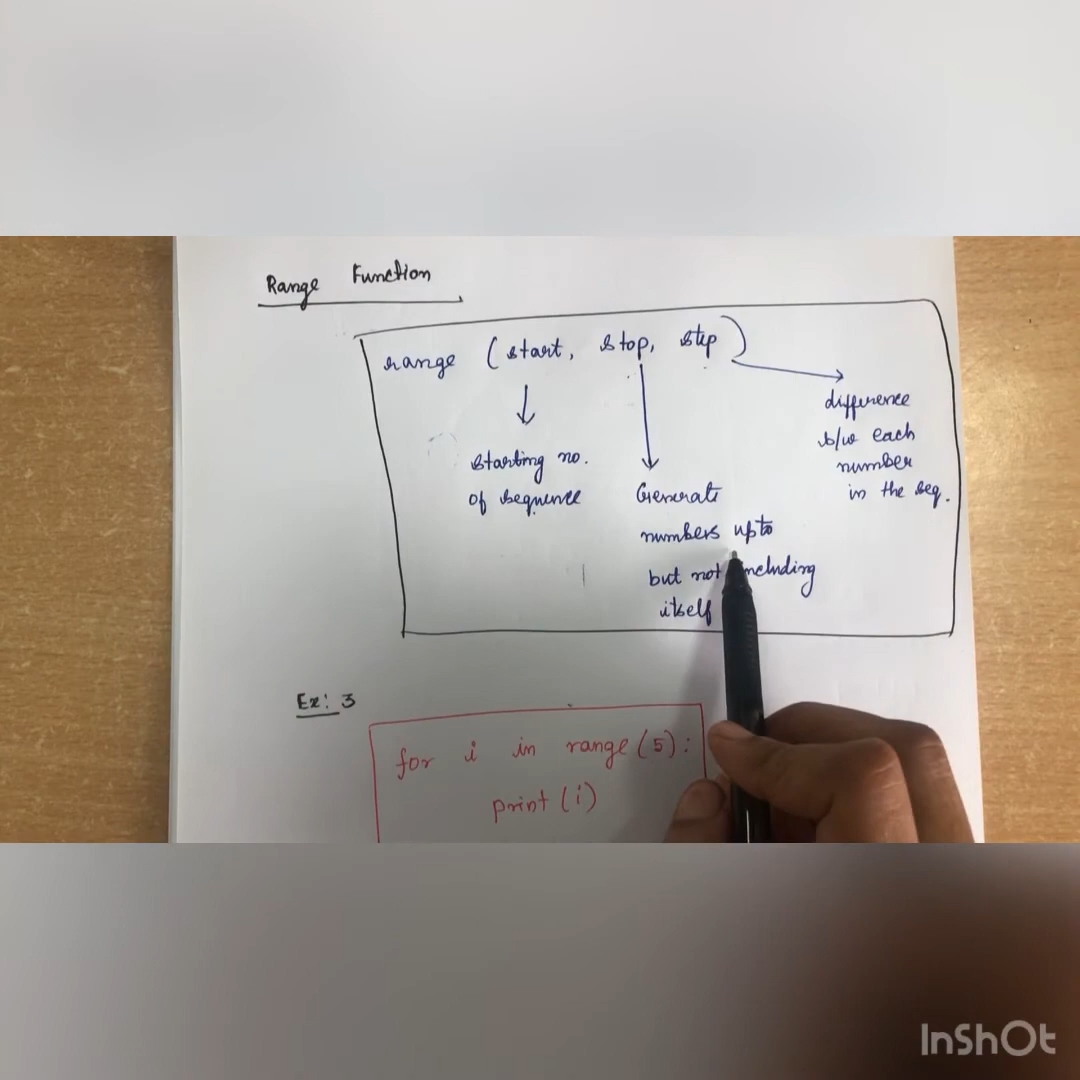 Range Function
range (start, stop, step)
starting no.
of sequence
Generate
numbers upto
but not including
itself
difference
b/w each
number
in the seq.
Ex: 3
for i in range(5):
print(i)
InShOt